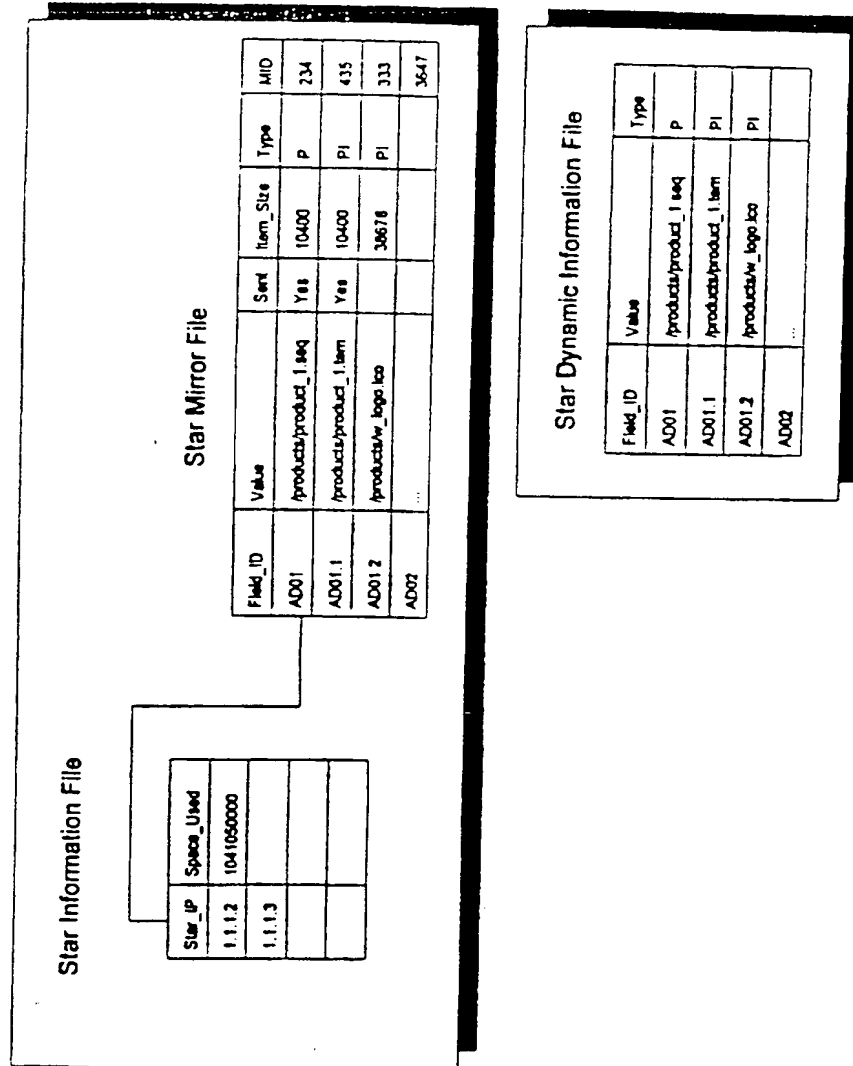 Star Information File
Star_IP Space_Used
1.1.1.2 1041050000
1.1.1.3
Star Mirror File
Field_ID Value Sent Item_Size Type MID
AD01 /products/product_1.seq Yes 10400 P 234
AD01.1 /products/product_1.tem Yes 10400 PI 435
AD01.2 /products/w_logo.ico 38678 PI 333
AD02 ... 3647
Star Dynamic Information File
Field_ID Value Type
AD01 /products/product_1.seq P
AD01.1 /products/product_1.tem PI
AD01.2 /products/w_logo.ico PI
AD02 ...